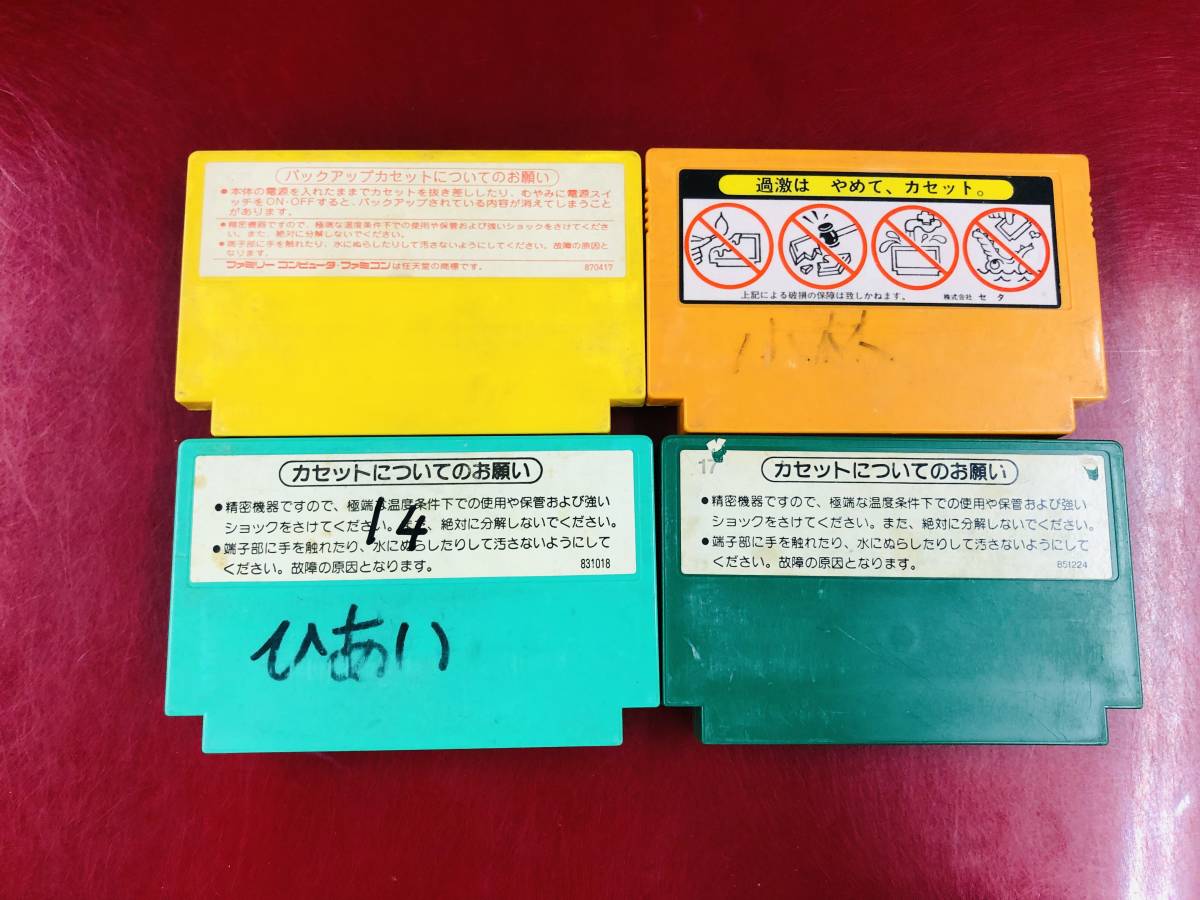 バックアップカセットについてのお願い
●本体の電源を入れたままでカセットを抜き差ししたり、むやみに電源スイ
ッチをON・OFFすると、バックアップされている内容が消えてしまうこと
があります。
●精密機器ですので、極端な温度条件下での使用や保管および強いショックをさけてくださ
い。また、絶対に分解しないでください。
●端子部に手を触れたり、水にぬらしたりして汚さないようにしてください。故障の原因と
なります。
ファミリーコンピュータ・ファミコンは任天堂の商標です。
870417
過激は やめて、カセット。
上記による破損の保障は致しかねます。
株式会社 セタ
小林
カセットについてのお願い
●精密機器ですので、極端な温度条件下での使用や保管および強い
ショックをさけてください。また、絶対に分解しないでください。
●端子部に手を触れたり、水にぬらしたりして汚さないようにして
ください。故障の原因となります。
831018
14
ひあい
17
カセットについてのお願い
●精密機器ですので、極端な温度条件下での使用や保管および強い
ショックをさけてください。また、絶対に分解しないでください。
●端子部に手を触れたり、水にぬらしたりして汚さないようにして
ください。故障の原因となります。
851224